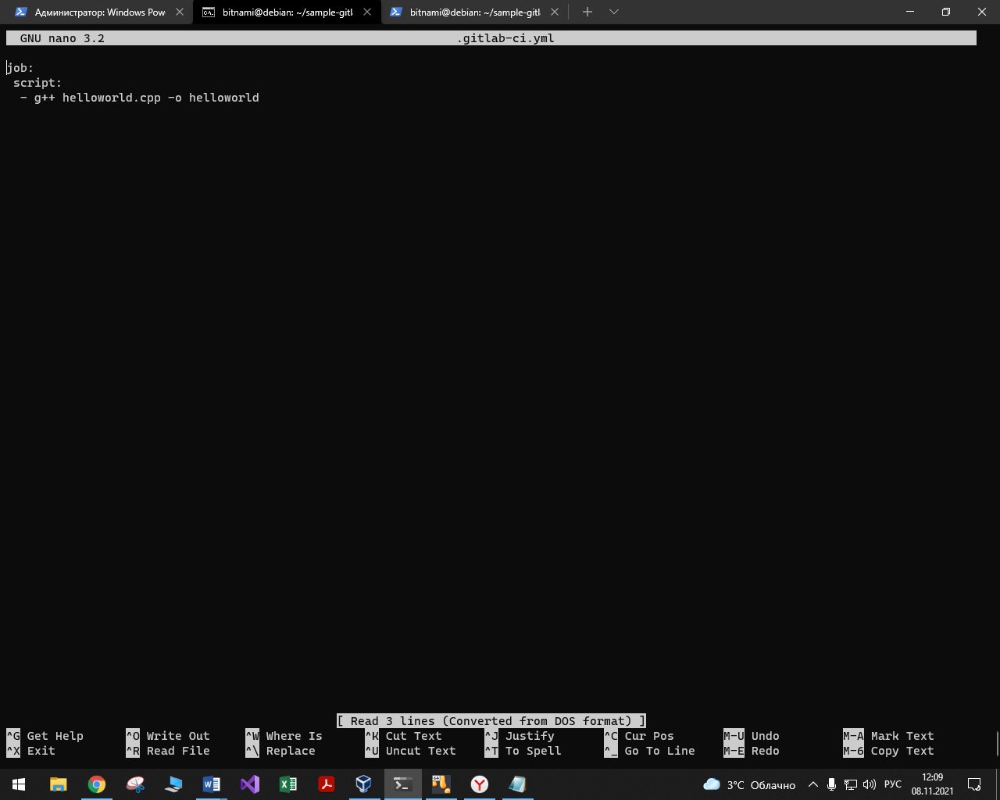 Администратор: Windows Pow
bitnami@debian: ~/sample-gitl
bitnami@debian: ~/sample-gitl
GNU nano 3.2 .gitlab-ci.yml
job:
 script:
  - g++ helloworld.cpp -o helloworld
[ Read 3 lines (Converted from DOS format) ]
^G Get Help ^O Write Out ^W Where Is ^K Cut Text ^J Justify ^C Cur Pos M-U Undo M-A Mark Text
^X Exit ^R Read File ^\ Replace ^U Uncut Text ^T To Spell ^_ Go To Line M-E Redo M-6 Copy Text
3°C Облачно РУС 12:09
08.11.2021